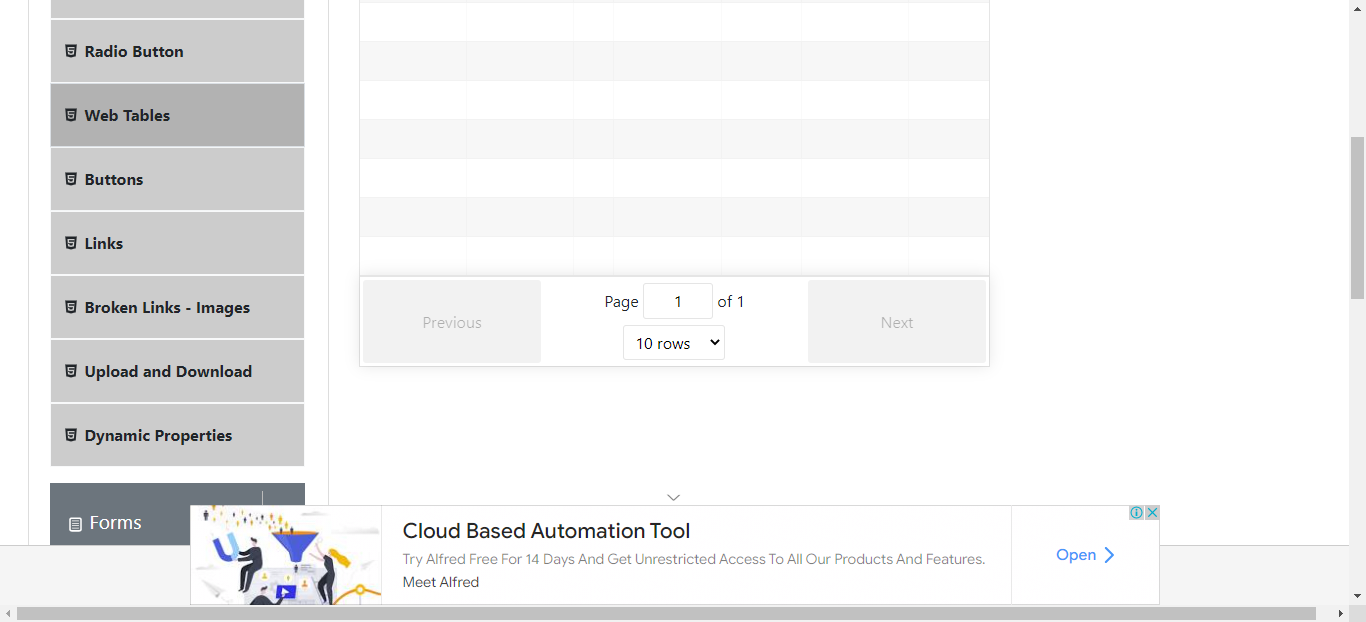 Radio Button
Web Tables
Buttons
Links
Broken Links - Images
Upload and Download
Dynamic Properties
Forms
Previous
Page 1 of 1
10 rows
Next
Cloud Based Automation Tool
Try Alfred Free For 14 Days And Get Unrestricted Access To All Our Products And Features.
Meet Alfred
Open